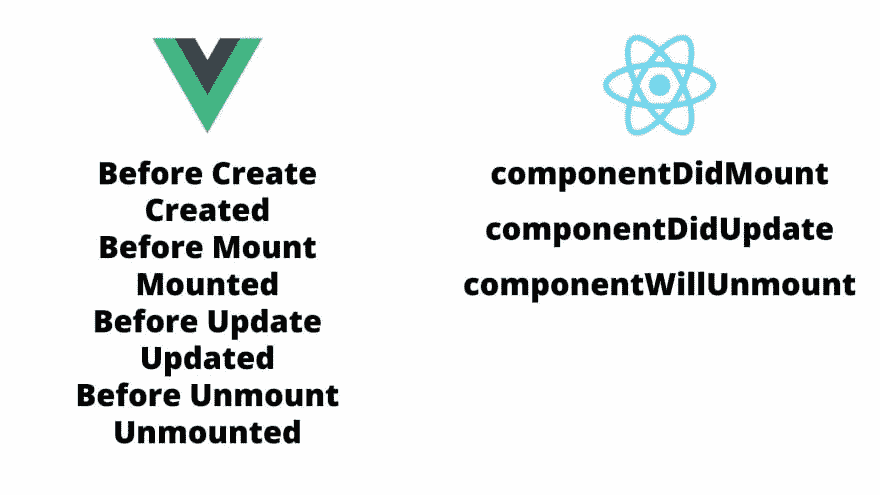 Before Create
Created
Before Mount
Mounted
Before Update
Updated
Before Unmount
Unmounted
componentDidMount
componentDidUpdate
componentWillUnmount